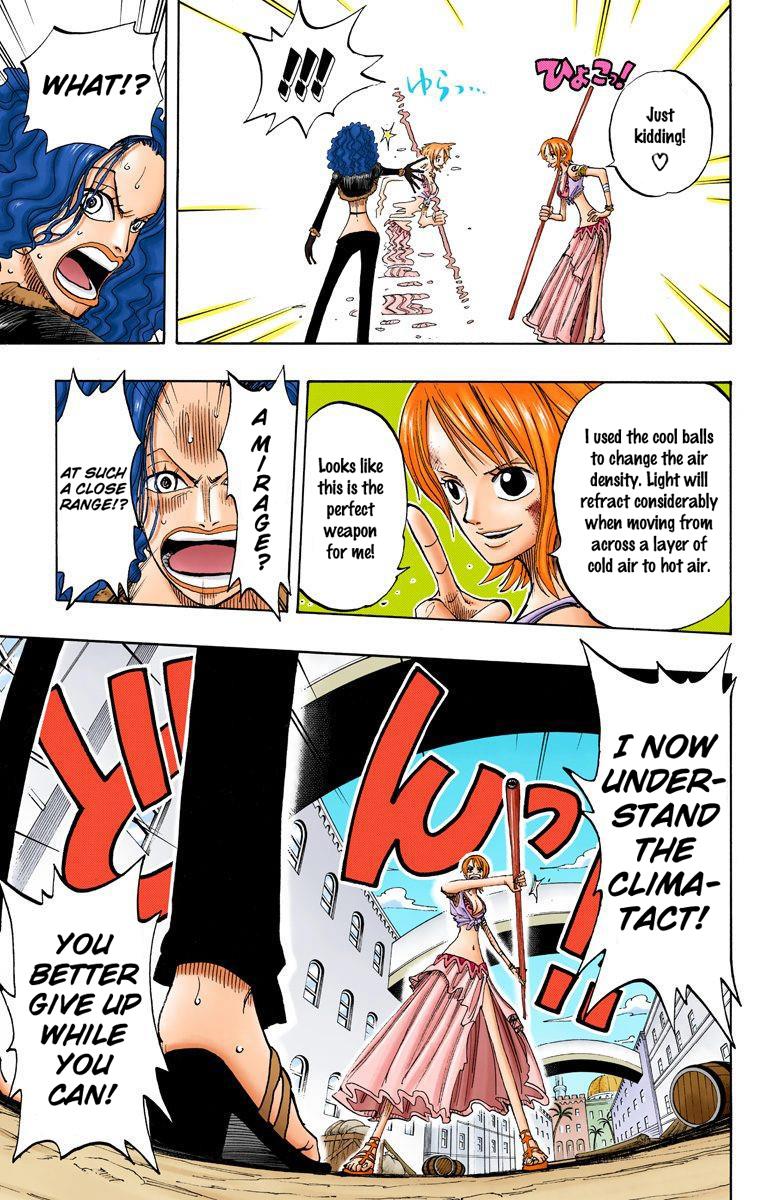 ひょこっ!
Just
kidding!
♡
ゆらっ…
!!!
WHAT!?
I used the cool balls
to change the air
density. Light will
refract considerably
when moving from
across a layer of
cold air to hot air.
Looks like
this is the
perfect
weapon
for me!
A MIRAGE?
AT SUCH
A CLOSE
RANGE!?
I NOW
UNDER-
STAND
THE
CLIMA-
TACT!
どんっ!!
YOU
BETTER
GIVE UP
WHILE
YOU
CAN!